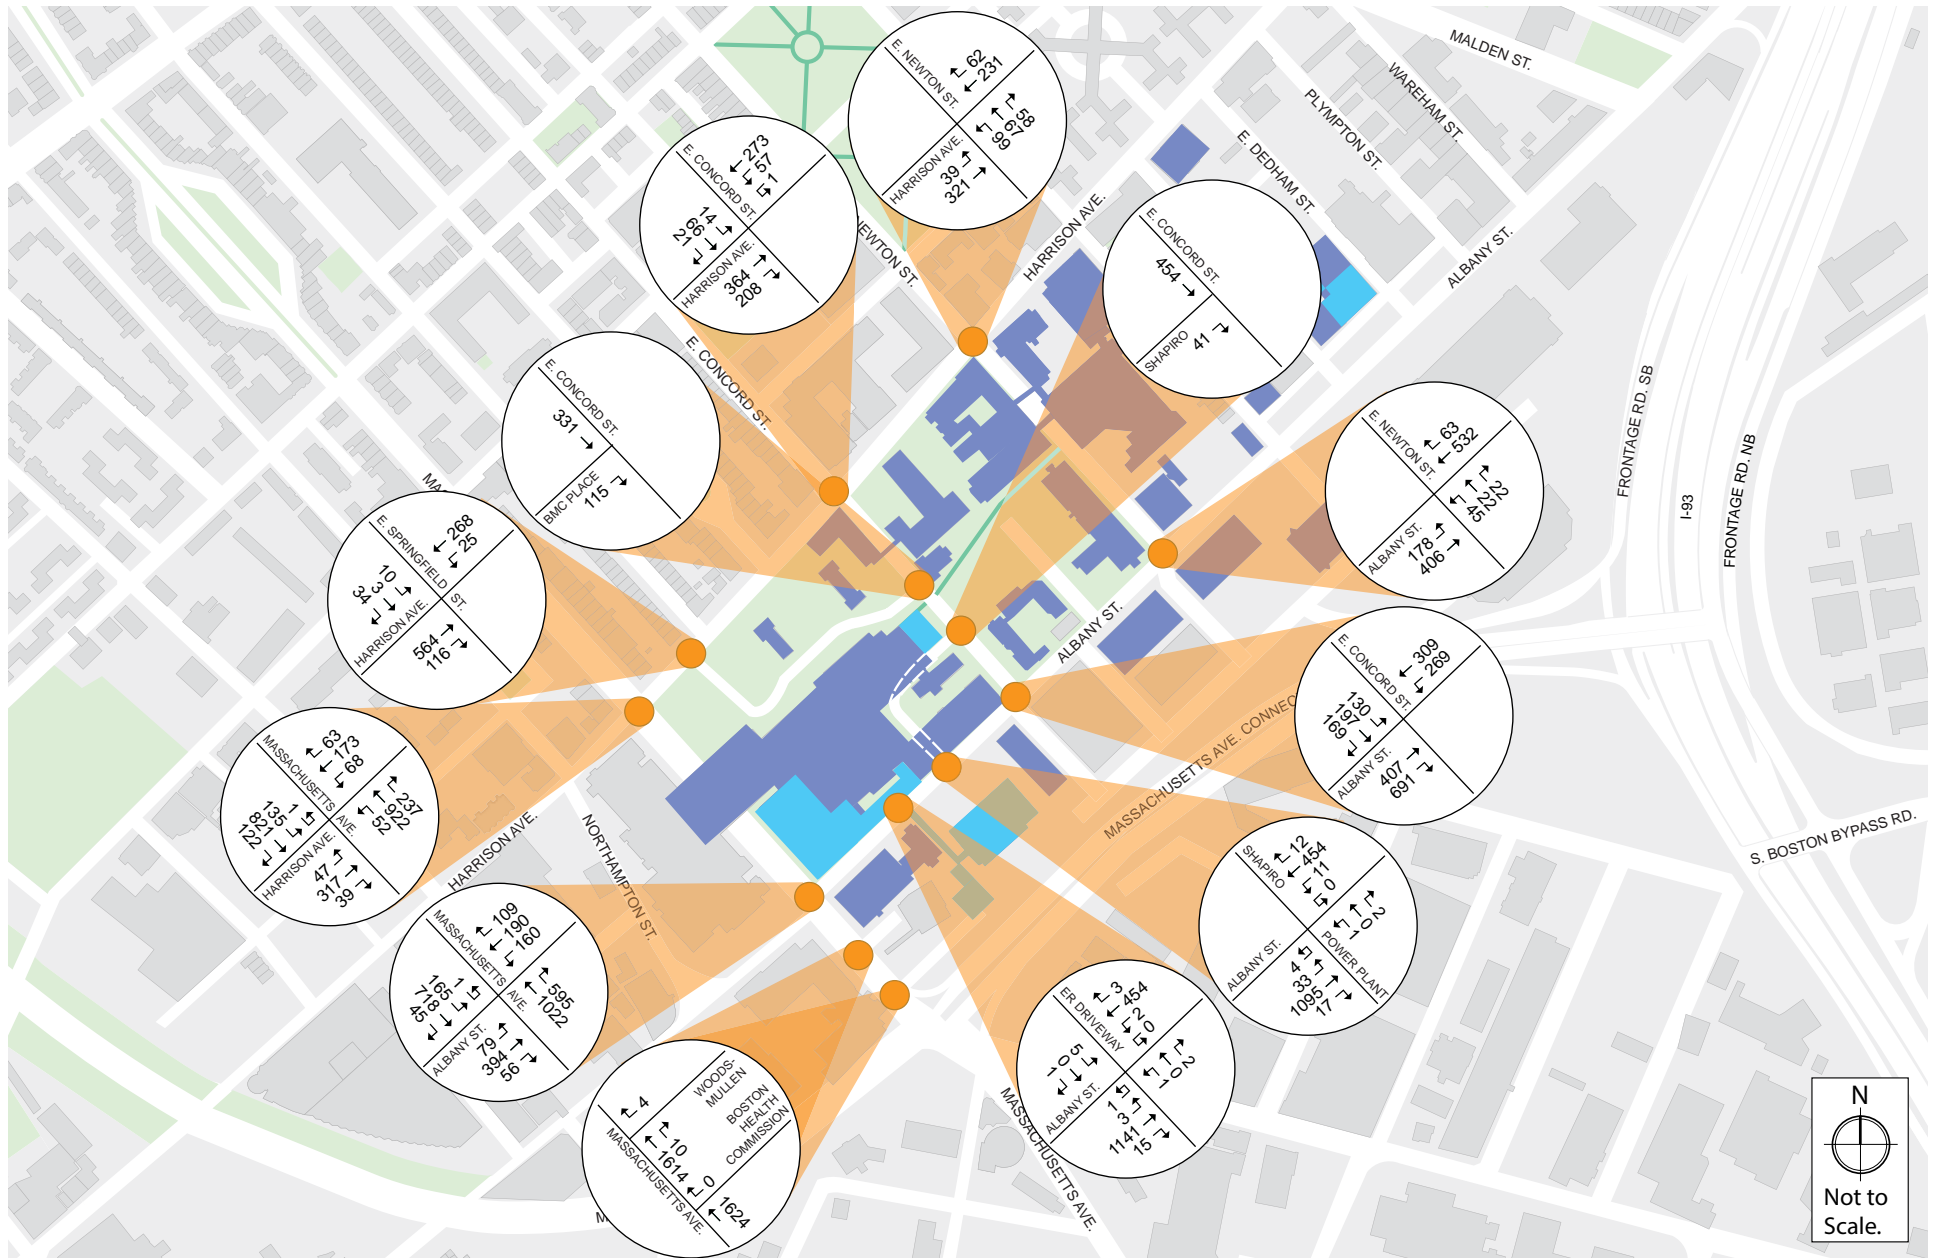 MALDEN ST.
WAREHAM ST.
PLYMPTON ST.
E. DEDHAM ST.
ALBANY ST.
HARRISON AVE.
NEWTON ST.
E. CONCORD ST.
MA
FRONTAGE RD. SB
I-93
FRONTAGE RD. NB
ALBANY ST.
MASSACHUSETTS AVE. CONNEC
S. BOSTON BYPASS RD.
HARRISON AVE.
NORTHAMPTON ST.
MASSACHUSETTS AVE.
M
E. NEWTON ST.
62
231
58
67
99
HARRISON AVE.
39
321
E. CONCORD ST.
273
57
1
14
66
21
HARRISON AVE.
364
208
E. CONCORD ST.
454
SHAPIRO
41
E. CONCORD ST.
331
BMC PLACE
115
E. NEWTON ST.
63
532
22
22
45
ALBANY ST.
178
406
E. SPRINGFIELD ST.
268
25
10
3
34
HARRISON AVE.
564
116
E. CONCORD ST.
309
269
130
197
169
ALBANY ST.
407
691
MASSACHUSETTS AVE.
63
173
68
237
922
52
1
135
821
12
HARRISON AVE.
47
317
39
SHAPIRO
12
454
11
0
2
0
1
POWER PLANT
ALBANY ST.
4
33
1095
17
MASSACHUSETTS AVE.
109
190
160
595
1022
1
165
718
45
ALBANY ST.
79
394
56
ER DRIVEWAY
3
454
2
0
2
0
1
5
0
1
ALBANY ST.
1
3
1141
15
4
WOODS-
MULLEN
BOSTON
HEALTH
COMMISSION
10
1614
0
1624
MASSACHUSETTS AVE.
N
Not to
Scale.